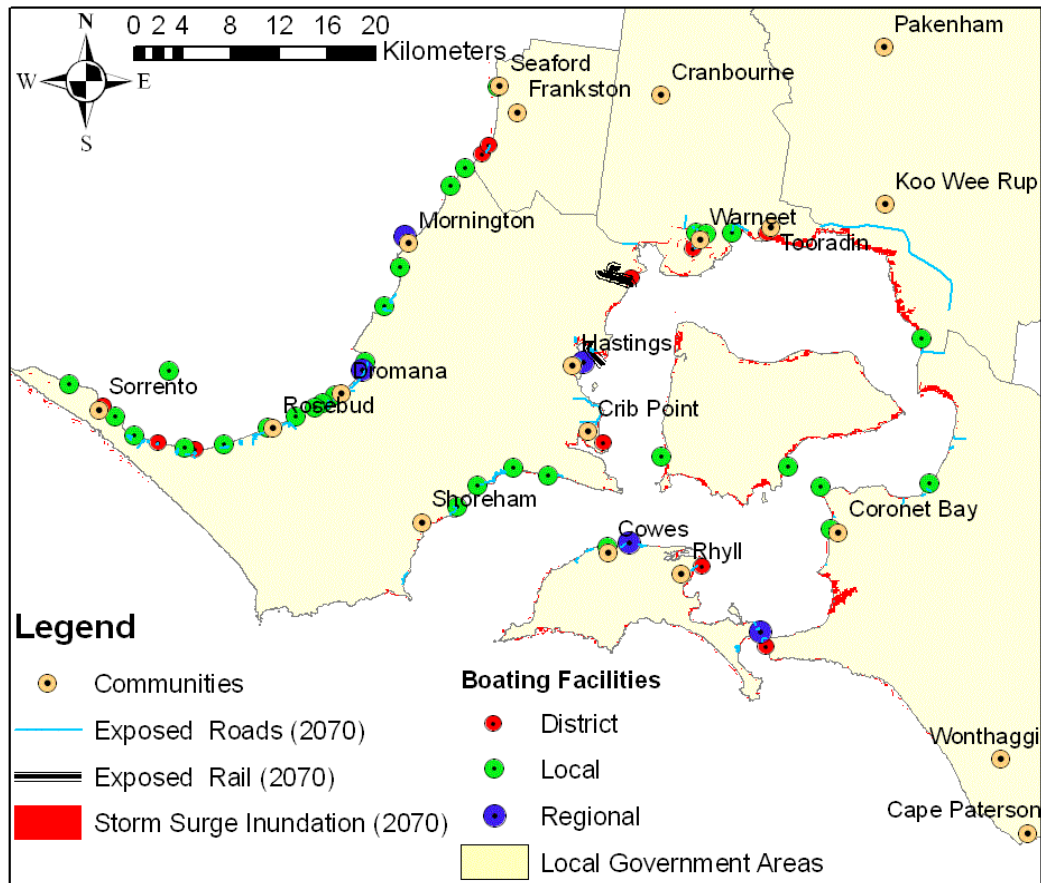 N
W E
S
0 2 4 8 12 16 20
Kilometers
Pakenham
Seaford
Cranbourne
Frankston
Koo Wee Rup
Mornington
Warneet
Tooradin
Hastings
Dromana
Sorrento
Rosebud
Crib Point
Shoreham
Coronet Bay
Cowes
Rhyll
Wonthaggi
Cape Paterson
Legend
Communities
Exposed Roads (2070)
Exposed Rail (2070)
Storm Surge Inundation (2070)
Boating Facilities
District
Local
Regional
Local Government Areas